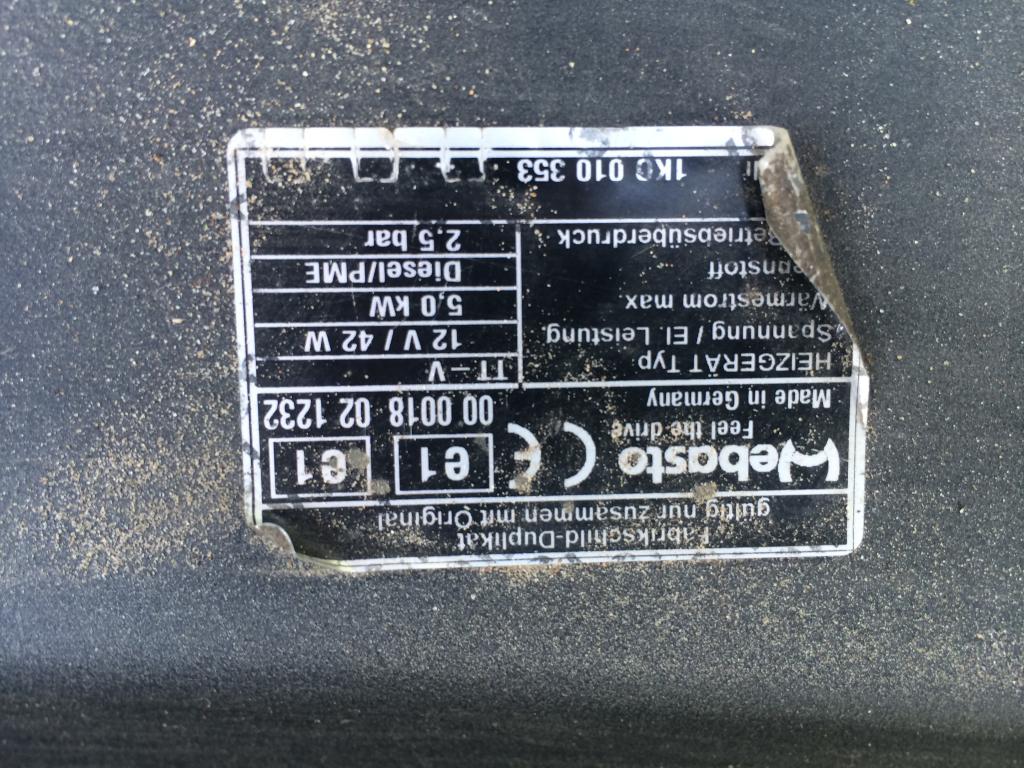 Fabrikschild-Duplikat
gültig nur zusammen mit Original
Webasto CE e1 e1
Feel the drive
Made in Germany 00 0018 02 1232
HEIZGERÄT Typ TT-V
Spannung / El. Leistung 12 V / 42 W
Wärmestrom max 5,0 kW
Diesel/PME
Betriebsüberdruck 2,5 bar
010 353